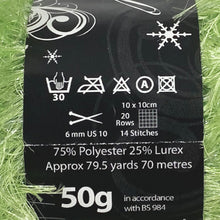 30
A
10 x 10cm
20
Rows
6 mm US 10
14 Stitches
75% Polyester 25% Lurex
Approx 79.5 yards 70 metres
50g
in accordance
with BS 984